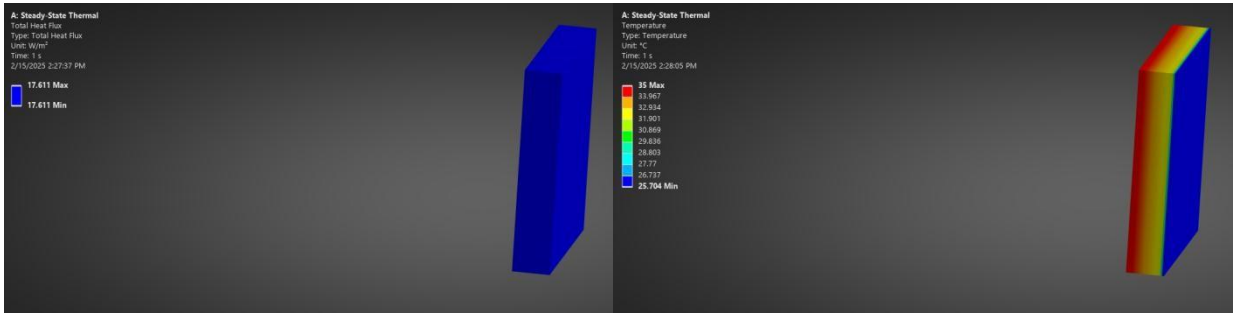 A: Steady-State Thermal
Total Heat Flux
Type: Total Heat Flux
Unit: W/m²
Time: 1 s
2/15/2025 2:27:37 PM
17.611 Max
17.611 Min
A: Steady-State Thermal
Temperature
Type: Temperature
Unit: °C
Time: 1 s
2/15/2025 2:28:05 PM
35 Max
33.967
32.934
31.901
30.869
29.836
28.803
27.77
26.737
25.704 Min